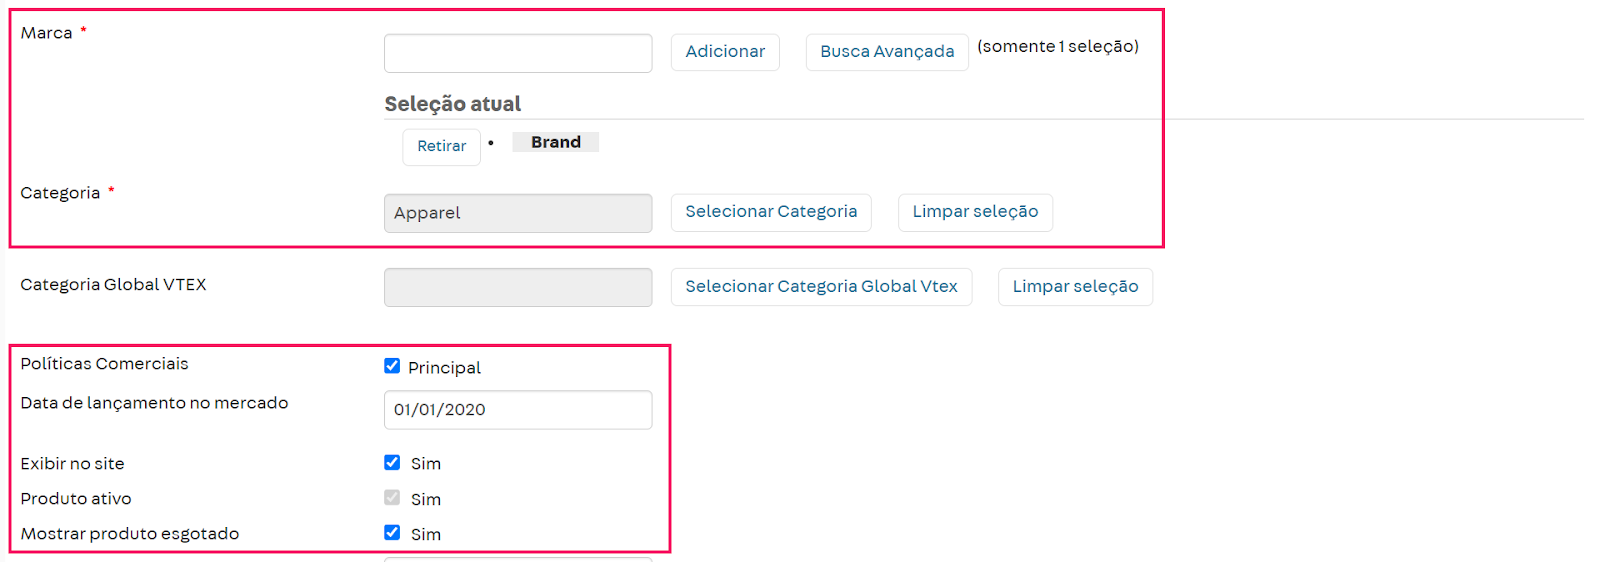 Marca *
Adicionar Busca Avançada (somente 1 seleção)
Seleção atual
Retirar • Brand
Categoria *
Apparel Selecionar Categoria Limpar seleção
Categoria Global VTEX Selecionar Categoria Global Vtex Limpar seleção
Políticas Comerciais Principal
Data de lançamento no mercado 01/01/2020
Exibir no site Sim
Produto ativo Sim
Mostrar produto esgotado Sim